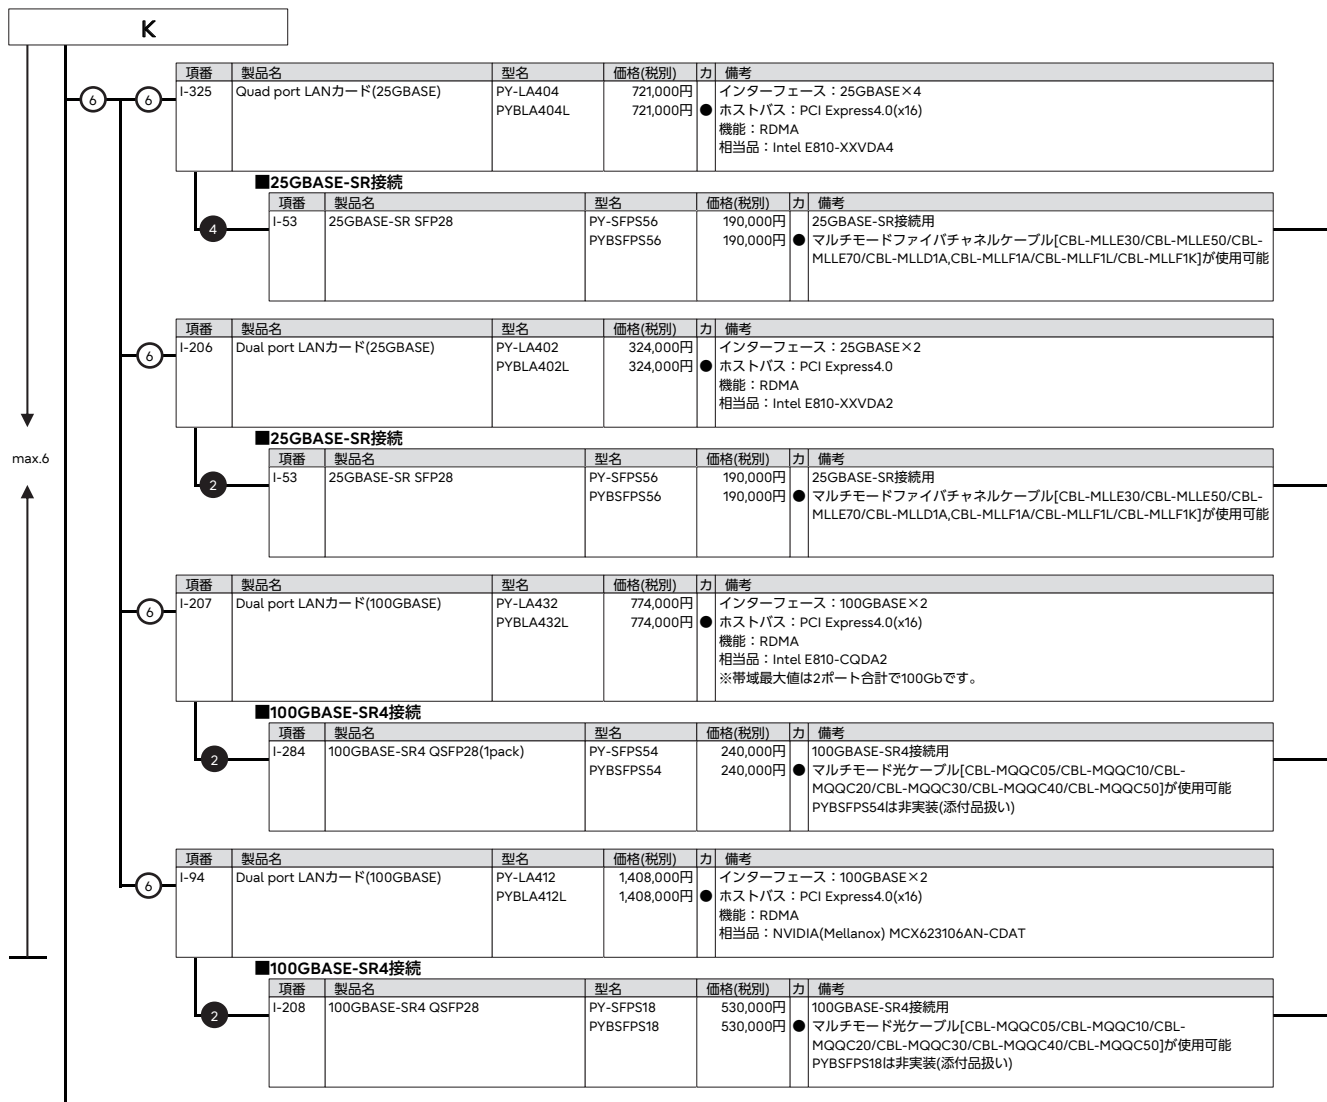 K
項番 製品名 型名 価格(税別) カ 備考
6 6 I-325 Quad port LANカード(25GBASE) PY-LA404 721,000円 インターフェース：25GBASE×4
PYBLA404L 721,000円 ● ホストバス：PCI Express4.0(x16)
機能：RDMA
相当品：Intel E810-XXVDA4
■25GBASE-SR接続
項番 製品名 型名 価格(税別) カ 備考
4 I-53 25GBASE-SR SFP28 PY-SFPS56 190,000円 25GBASE-SR接続用
PYBSFPS56 190,000円 ● マルチモードファイバチャネルケーブル[CBL-MLLE30/CBL-MLLE50/CBL-
MLLE70/CBL-MLLD1A,CBL-MLLF1A/CBL-MLLF1L/CBL-MLLF1K]が使用可能
項番 製品名 型名 価格(税別) カ 備考
6 I-206 Dual port LANカード(25GBASE) PY-LA402 324,000円 インターフェース：25GBASE×2
PYBLA402L 324,000円 ● ホストバス：PCI Express4.0
機能：RDMA
相当品：Intel E810-XXVDA2
■25GBASE-SR接続
max.6
項番 製品名 型名 価格(税別) カ 備考
2 I-53 25GBASE-SR SFP28 PY-SFPS56 190,000円 25GBASE-SR接続用
PYBSFPS56 190,000円 ● マルチモードファイバチャネルケーブル[CBL-MLLE30/CBL-MLLE50/CBL-
MLLE70/CBL-MLLD1A,CBL-MLLF1A/CBL-MLLF1L/CBL-MLLF1K]が使用可能
項番 製品名 型名 価格(税別) カ 備考
6 I-207 Dual port LANカード(100GBASE) PY-LA432 774,000円 インターフェース：100GBASE×2
PYBLA432L 774,000円 ● ホストバス：PCI Express4.0(x16)
機能：RDMA
相当品：Intel E810-CQDA2
※帯域最大値は2ポート合計で100Gbです。
■100GBASE-SR4接続
項番 製品名 型名 価格(税別) カ 備考
2 I-284 100GBASE-SR4 QSFP28(1pack) PY-SFPS54 240,000円 100GBASE-SR4接続用
PYBSFPS54 240,000円 ● マルチモード光ケーブル[CBL-MQQC05/CBL-MQQC10/CBL-
MQQC20/CBL-MQQC30/CBL-MQQC40/CBL-MQQC50]が使用可能
PYBSFPS54は非実装(添付品扱い)
項番 製品名 型名 価格(税別) カ 備考
6 I-94 Dual port LANカード(100GBASE) PY-LA412 1,408,000円 インターフェース：100GBASE×2
PYBLA412L 1,408,000円 ● ホストバス：PCI Express4.0(x16)
機能：RDMA
相当品：NVIDIA(Mellanox) MCX623106AN-CDAT
■100GBASE-SR4接続
項番 製品名 型名 価格(税別) カ 備考
2 I-208 100GBASE-SR4 QSFP28 PY-SFPS18 530,000円 100GBASE-SR4接続用
PYBSFPS18 530,000円 ● マルチモード光ケーブル[CBL-MQQC05/CBL-MQQC10/CBL-
MQQC20/CBL-MQQC30/CBL-MQQC40/CBL-MQQC50]が使用可能
PYBSFPS18は非実装(添付品扱い)